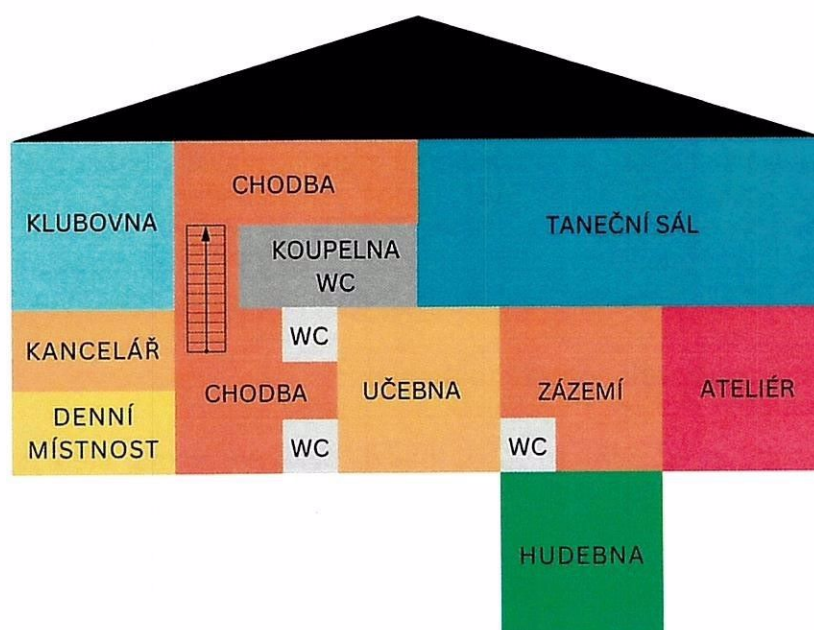 CHODBA
KLUBOVNA
TANEČNÍ SÁL
KOUPELNA
WC
WC
KANCELÁŘ
CHODBA
UČEBNA
ZÁZEMÍ
ATELIÉR
DENNÍ
MÍSTNOST
WC
WC
HUDEBNA